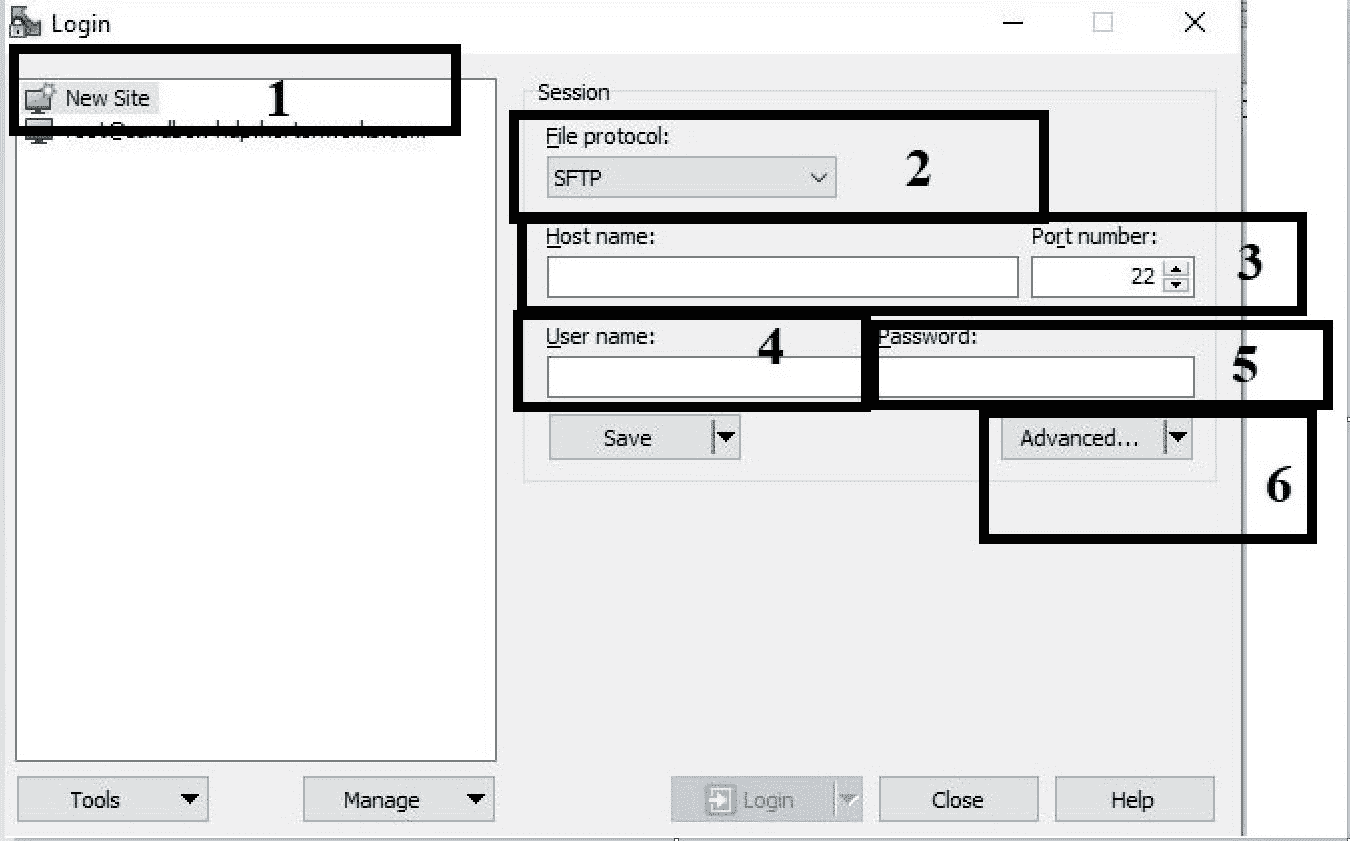 Login
New Site
1
Session
File protocol:
SFTP
2
Host name:
Port number:
22
3
User name:
4
Password:
5
Save
Advanced...
6
Tools
Manage
Login
Close
Help